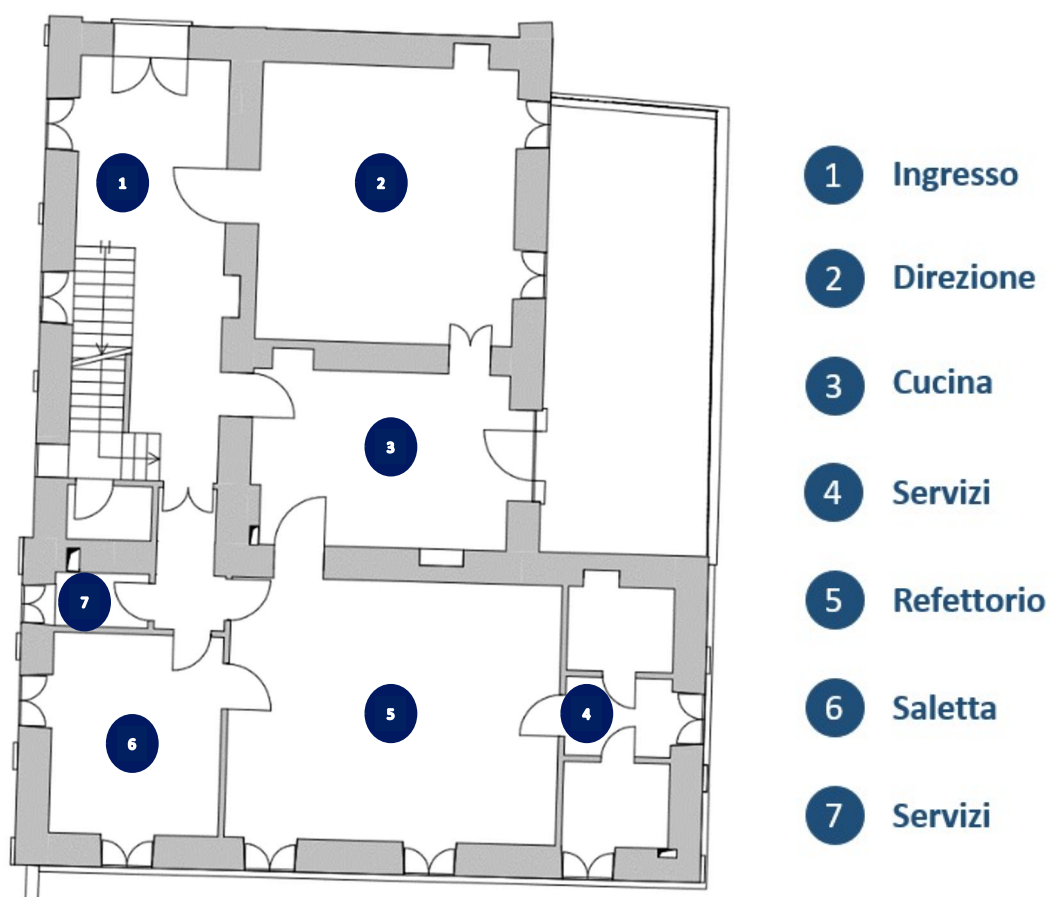 1
2
3
4
5
6
7
1 Ingresso
2 Direzione
3 Cucina
4 Servizi
5 Refettorio
6 Saletta
7 Servizi